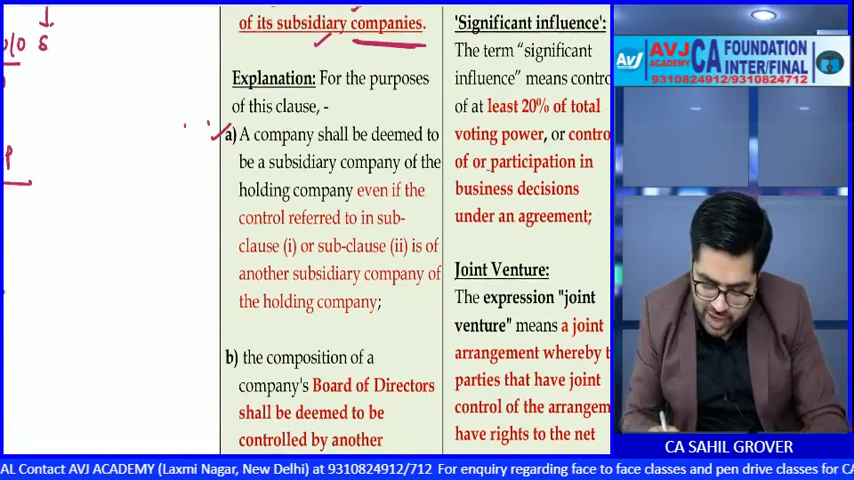 of its subsidiary companies.
Explanation: For the purposes
of this clause, -
a) A company shall be deemed to
be a subsidiary company of the
holding company even if the
control referred to in sub-
clause (i) or sub-clause (ii) is of
another subsidiary company of
the holding company;
b) the composition of a
company's Board of Directors
shall be deemed to be
controlled by another
'Significant influence':
The term “significant
influence” means contro
of at least 20% of total
voting power, or contro
of or participation in
business decisions
under an agreement;
Joint Venture:
The expression "joint
venture" means a joint
arrangement whereby t
parties that have joint
control of the arrangem
have rights to the net
S
P
AVJ
AVJ
ACADEMY
CA
FOUNDATION
INTER/FINAL
9310824912/9310824712
CA SAHIL GROVER
AL Contact AVJ ACADEMY (Laxmi Nagar, New Delhi) at 9310824912/712 For enquiry regarding face to face classes and pen drive classes for CA